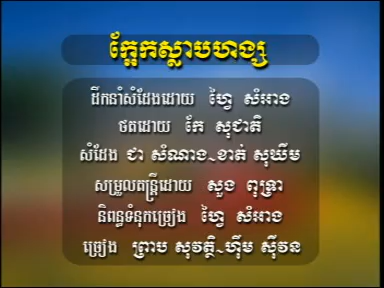 ក្អែកស្លាបហង្ស
ដឹកនាំសំដែងដោយ ហ្វៃ សំអាង
ថតដោយ កែ សុជាតិ
សំដែង ជា សំណាង~ខាត់ សុឃីម
សម្រួលតន្ត្រីដោយ សួង ពុទ្រា
និពន្ធទំនុកច្រៀង ហ្វៃ សំអាង
ច្រៀង ព្រាប សុវត្ថិ~ហ៊ឹម ស៊ីវន